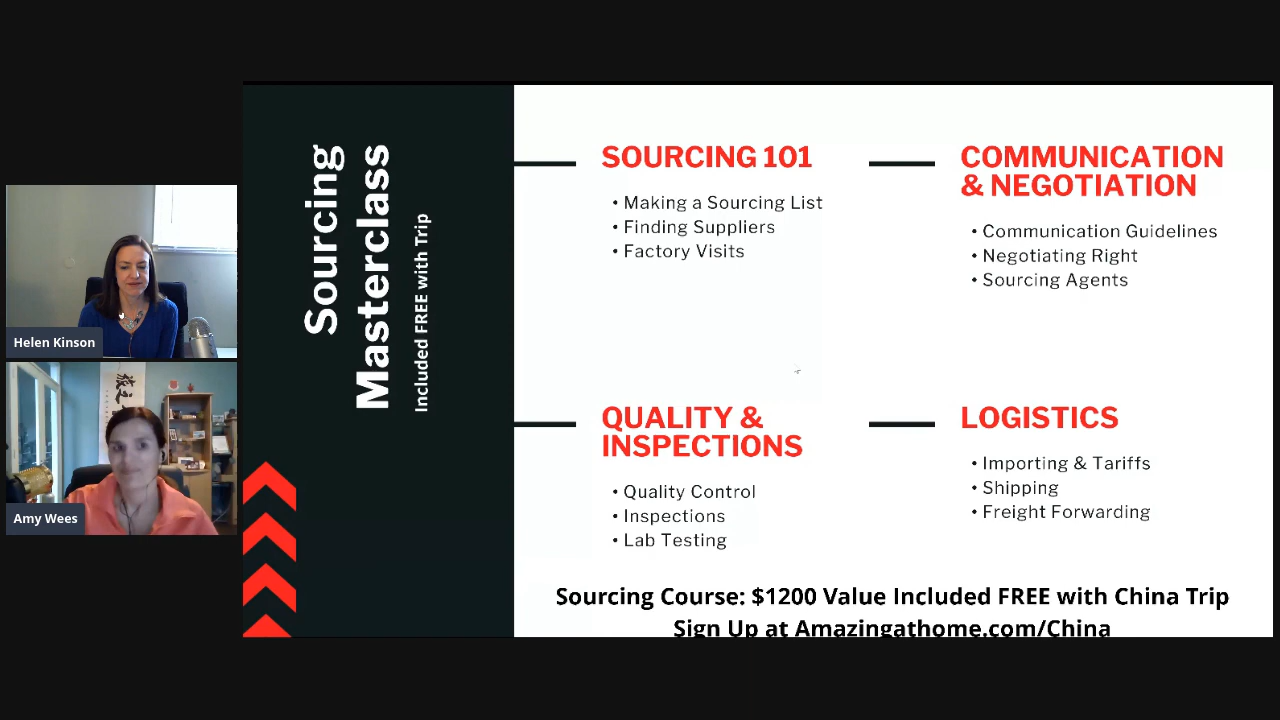 Sourcing
Masterclass
Included FREE with Trip
SOURCING 101
• Making a Sourcing List
• Finding Suppliers
• Factory Visits
COMMUNICATION
& NEGOTIATION
• Communication Guidelines
• Negotiating Right
• Sourcing Agents
QUALITY &
INSPECTIONS
• Quality Control
• Inspections
• Lab Testing
LOGISTICS
• Importing & Tariffs
• Shipping
• Freight Forwarding
Sourcing Course: $1200 Value Included FREE with China Trip
Sign Up at Amazingathome.com/China
Helen Kinson
Amy Wees